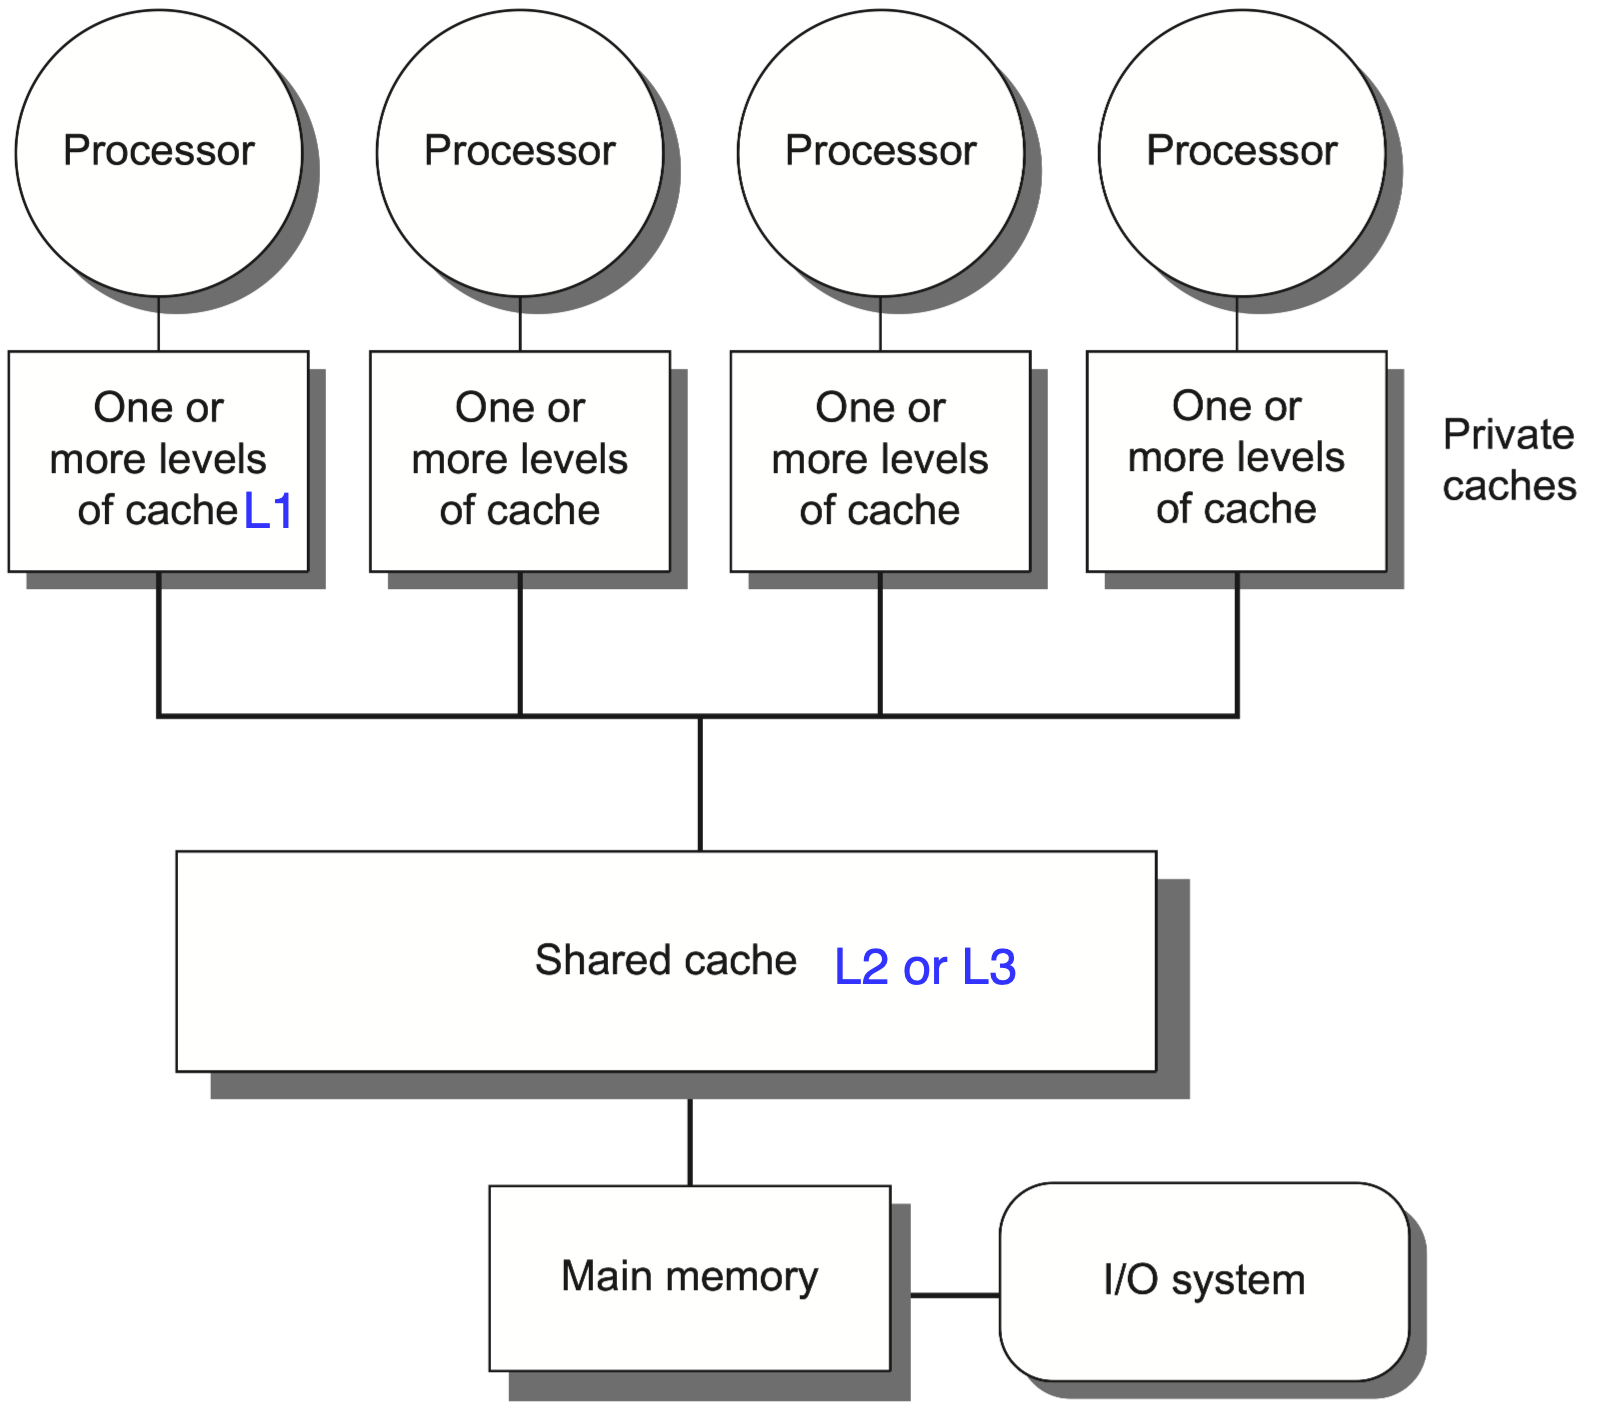 Processor
Processor
Processor
Processor
One or
more levels
of cache L1
One or
more levels
of cache
One or
more levels
of cache
One or
more levels
of cache
Private
caches
Shared cache L2 or L3
Main memory
I/O system